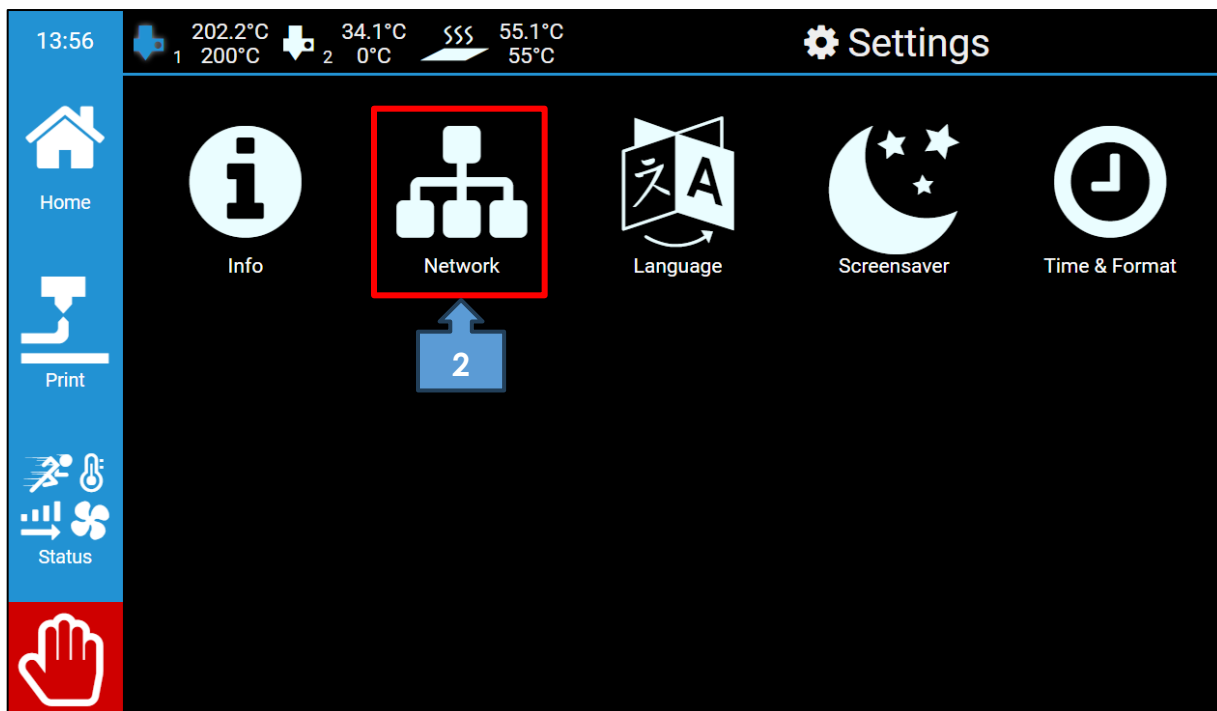 13:56
202.2°C 34.1°C 55.1°C
1 200°C 2 0°C 55°C
Settings
Home
Print
Status
Info
Network
Language
Screensaver
Time & Format
A
2